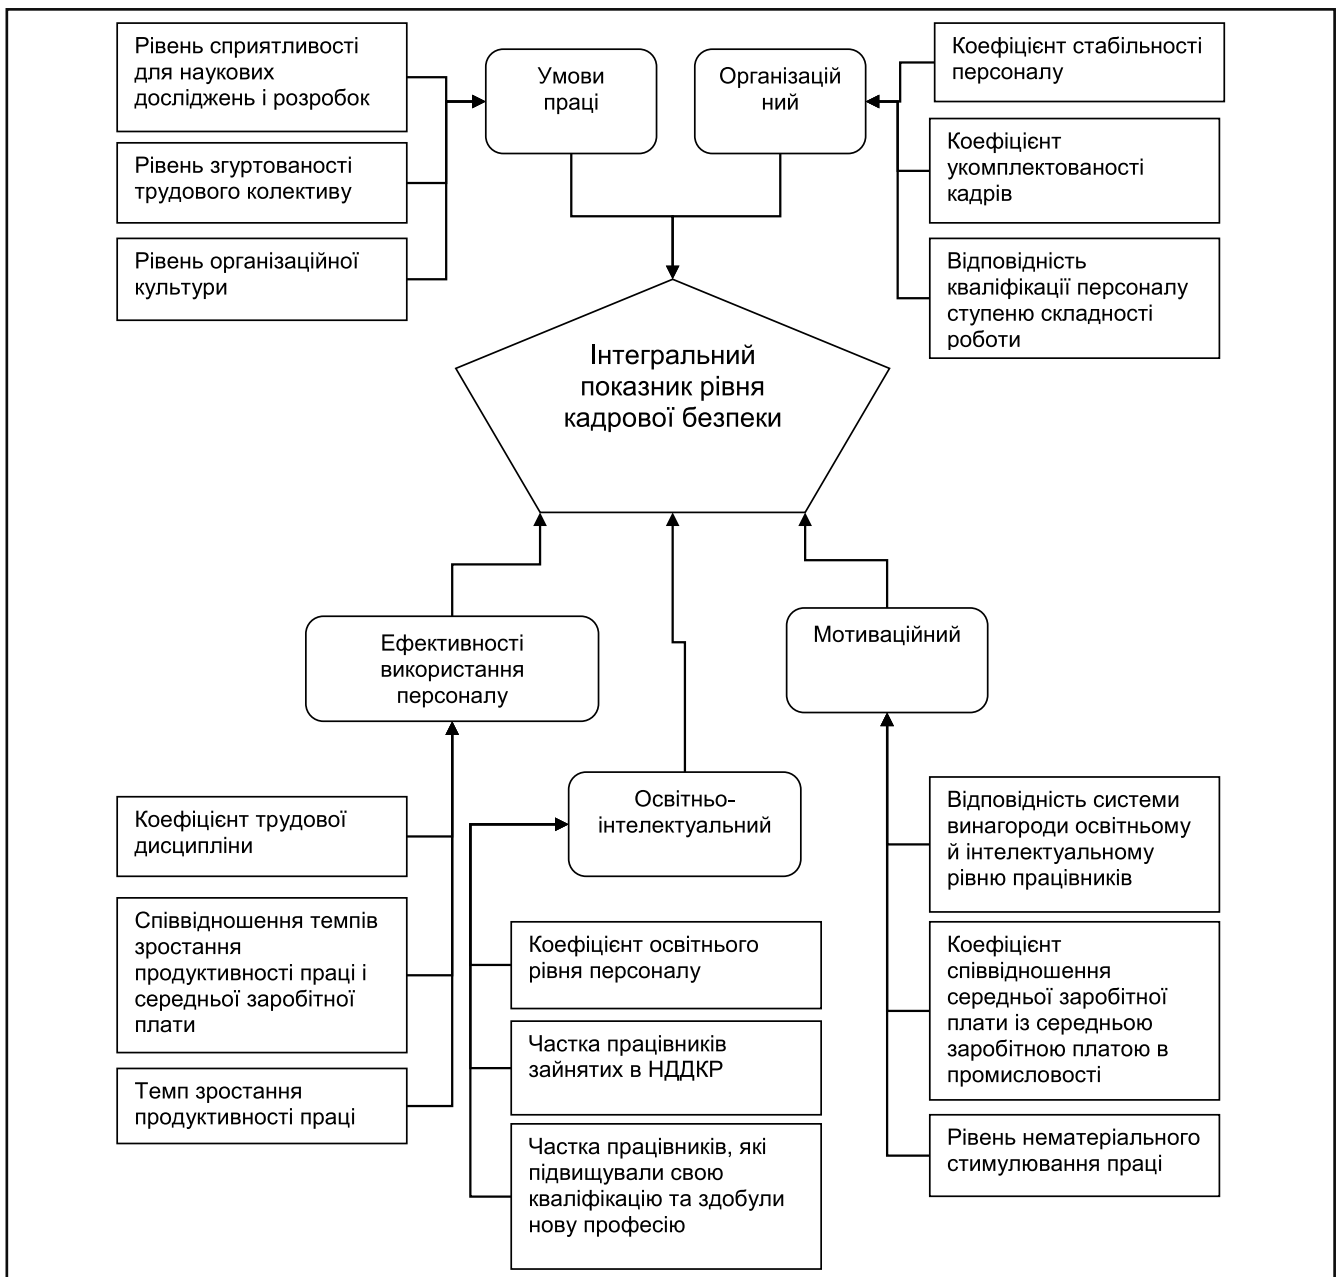 Рівень сприятливості
для наукових
досліджень і розробок
Рівень згуртованості
трудового колективу
Рівень організаційної
культури
Умови
праці
Організацій
ний
Коефіцієнт стабільності
персоналу
Коефіцієнт
укомплектованості
кадрів
Відповідність
кваліфікації персоналу
ступеню складності
роботи
Інтегральний
показник рівня
кадрової безпеки
Ефективності
використання
персоналу
Мотиваційний
Освітньо-
інтелектуальний
Коефіцієнт трудової
дисципліни
Співвідношення темпів
зростання
продуктивності праці і
середньої заробітної
плати
Темп зростання
продуктивності праці
Коефіцієнт освітнього
рівня персоналу
Частка працівників
зайнятих в НДДКР
Частка працівників, які
підвищували свою
кваліфікацію та здобули
нову професію
Відповідність системи
винагороди освітньому
й інтелектуальному
рівню працівників
Коефіцієнт
співвідношення
середньої заробітної
плати із середньою
заробітною платою в
промисловості
Рівень нематеріального
стимулювання праці